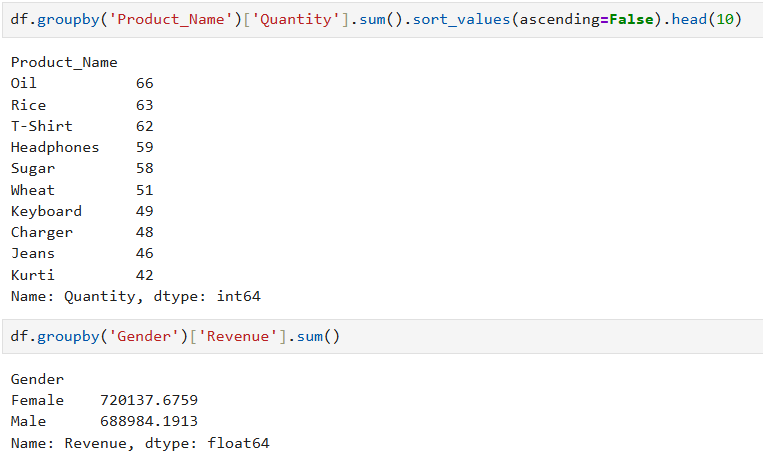 df.groupby('Product_Name')['Quantity'].sum().sort_values(ascending=False).head(10)
Product_Name
Oil           66
Rice          63
T-Shirt       62
Headphones    59
Sugar         58
Wheat         51
Keyboard      49
Charger       48
Jeans         46
Kurti         42
Name: Quantity, dtype: int64
df.groupby('Gender')['Revenue'].sum()
Gender
Female    720137.6759
Male      688984.1913
Name: Revenue, dtype: float64